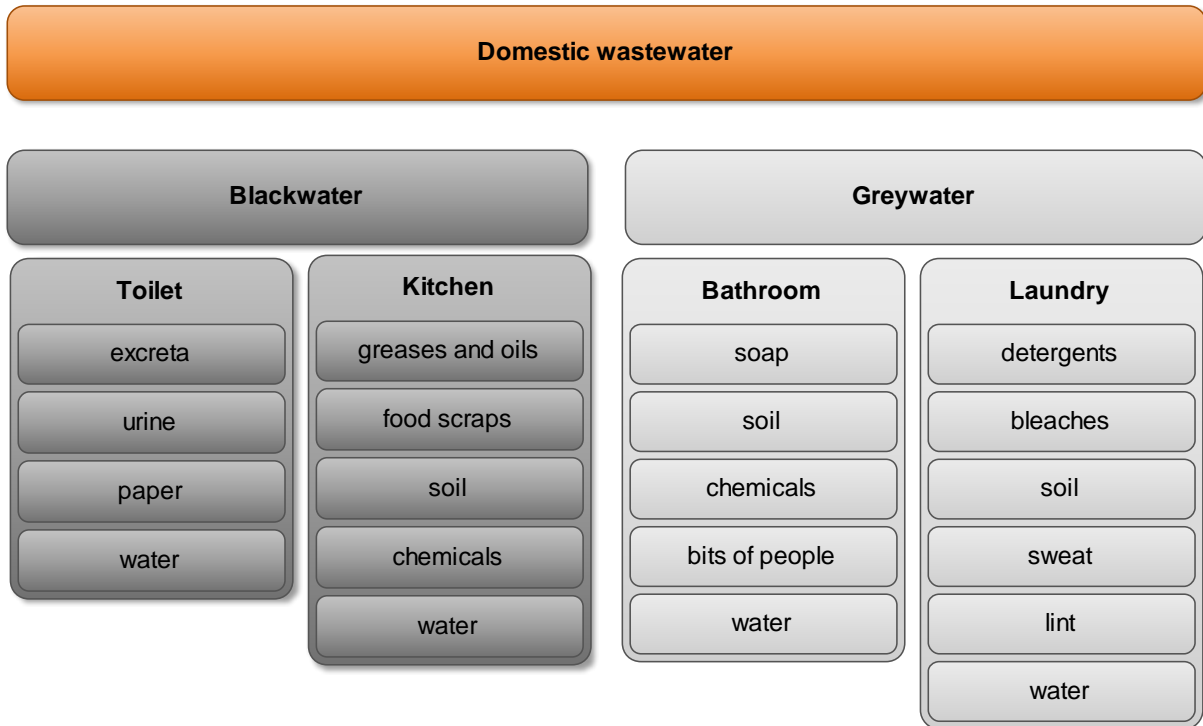 Domestic wastewater
Blackwater
Toilet
excreta
urine
paper
water
Kitchen
greases and oils
food scraps
soil
chemicals
water
Greywater
Bathroom
soap
soil
chemicals
bits of people
water
Laundry
detergents
bleaches
soil
sweat
lint
water